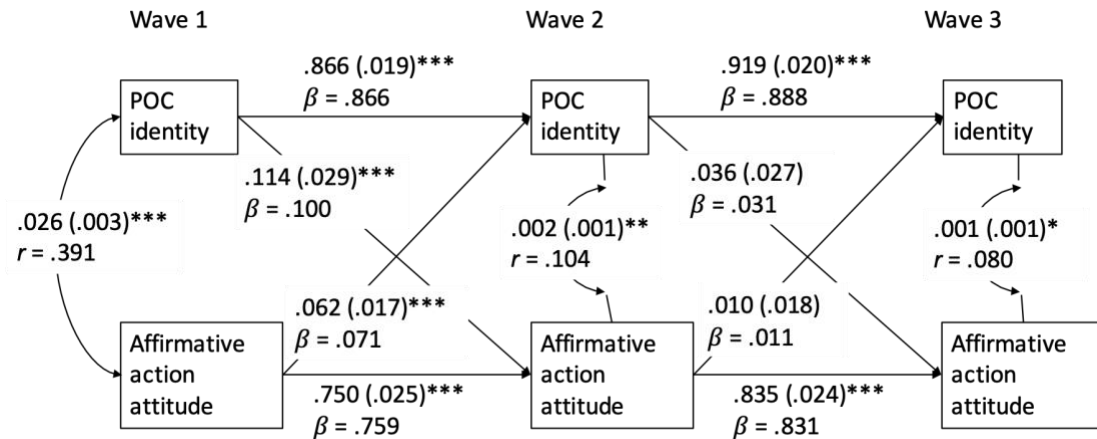 Wave 1
Wave 2
Wave 3
.866 (.019)***
β = .866
.919 (.020)***
β = .888
POC
identity
POC
identity
POC
identity
.114 (.029)***
β = .100
.036 (.027)
β = .031
.026 (.003)***
r = .391
.002 (.001)**
r = .104
.001 (.001)*
r = .080
.062 (.017)***
β = .071
.010 (.018)
β = .011
Affirmative
action
attitude
Affirmative
action
attitude
Affirmative
action
attitude
.750 (.025)***
β = .759
.835 (.024)***
β = .831